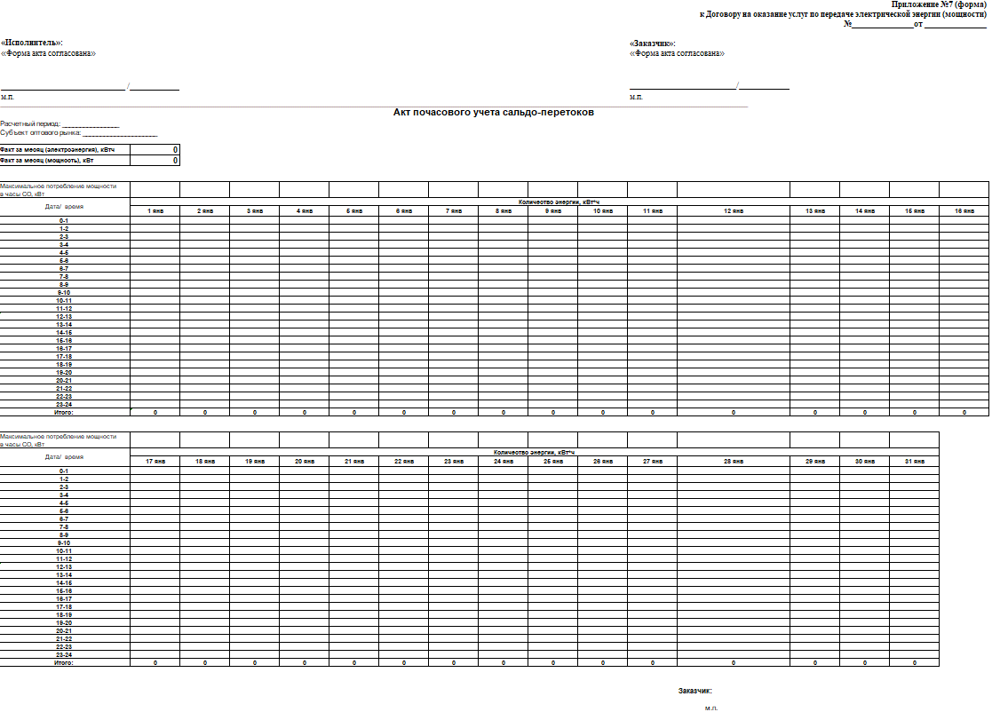 Приложение №7 (форма)
к Договору на оказание услуг по передаче электрической энергии (мощности)
№______________от ______________
«Исполнитель»: «Заказчик»:
«Форма акта согласована» «Форма акта согласована»
____________________________/___________ ________________________/___________
м.п. м.п.
Акт почасового учета сальдо-перетоков
Расчетный период: _______________
Субъект оптового рынка: ____________________
Факт за месяц (электроэнергия), кВтч 0
Факт за месяц (мощность), кВт 0
Максимальное потребление мощности
в часы СО, кВт
Количество энергии, кВт*ч
Дата/ время 1 янв 2 янв 3 янв 4 янв 5 янв 6 янв 7 янв 8 янв 9 янв 10 янв 11 янв 12 янв 13 янв 14 янв 15 янв 16 янв
0-1
1-2
2-3
3-4
4-5
5-6
6-7
7-8
8-9
9-10
10-11
11-12
12-13
13-14
14-15
15-16
16-17
17-18
18-19
19-20
20-21
21-22
22-23
23-24
Итого: 0 0 0 0 0 0 0 0 0 0 0 0 0 0 0 0
Максимальное потребление мощности
в часы СО, кВт
Количество энергии, кВт*ч
Дата/ время 17 янв 18 янв 19 янв 20 янв 21 янв 22 янв 23 янв 24 янв 25 янв 26 янв 27 янв 28 янв 29 янв 30 янв 31 янв
0-1
1-2
2-3
3-4
4-5
5-6
6-7
7-8
8-9
9-10
10-11
11-12
12-13
13-14
14-15
15-16
16-17
17-18
18-19
19-20
20-21
21-22
22-23
23-24
Итого: 0 0 0 0 0 0 0 0 0 0 0 0 0 0 0
Заказчик:
м.п.